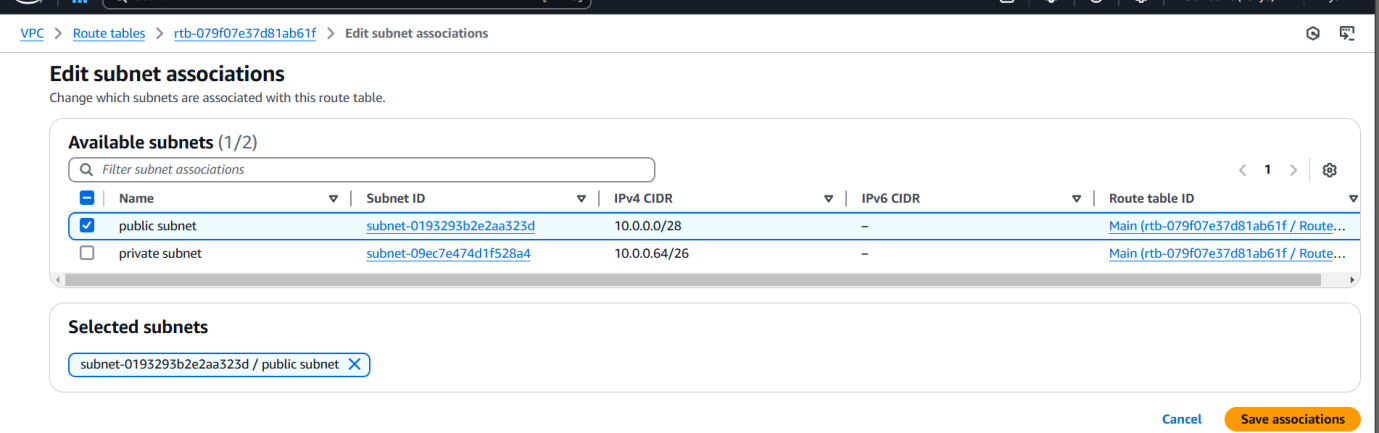 VPC > Route tables > rtb-079f07e37d81ab61f > Edit subnet associations
Edit subnet associations
Change which subnets are associated with this route table.
Available subnets (1/2)
Filter subnet associations
1
Name Subnet ID IPv4 CIDR IPv6 CIDR Route table ID
public subnet subnet-0193293b2e2aa323d 10.0.0.0/28 – Main (rtb-079f07e37d81ab61f / Route...
private subnet subnet-09ec7e474d1f528a4 10.0.0.64/26 – Main (rtb-079f07e37d81ab61f / Route...
Selected subnets
subnet-0193293b2e2aa323d / public subnet
Cancel Save associations